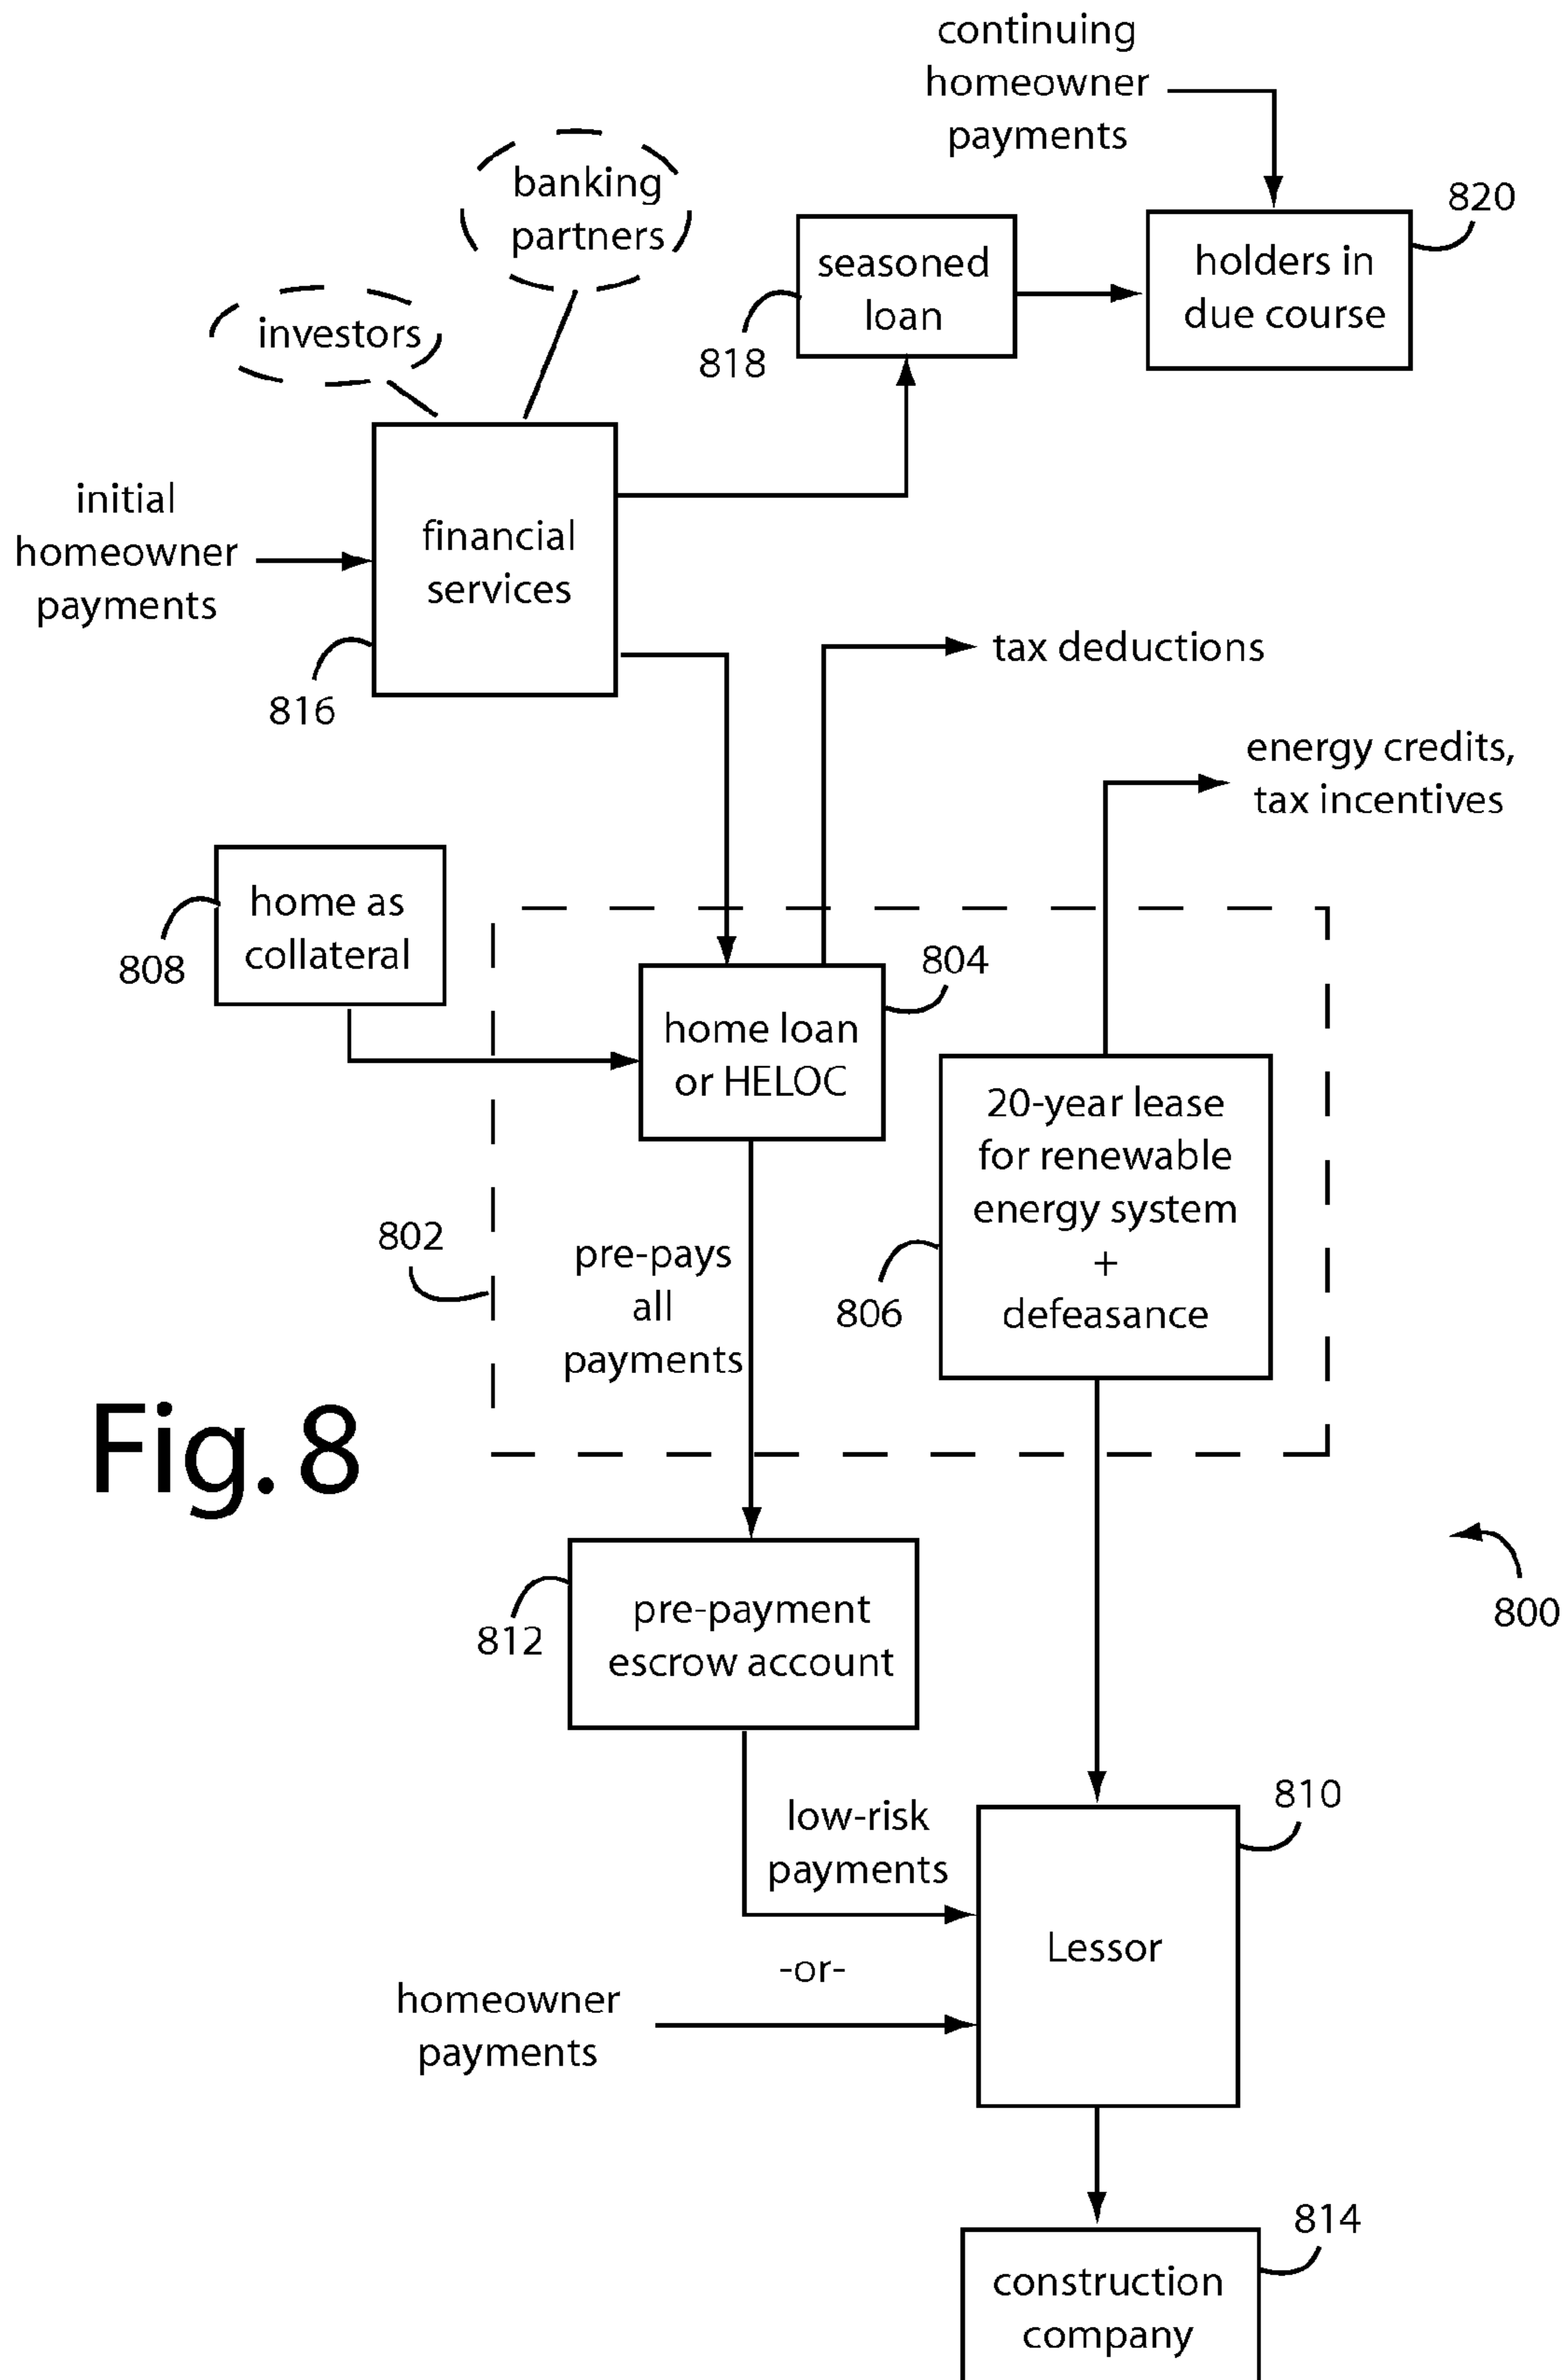 continuing
homeowner
payments
banking
partners
820
investors
seasoned
loan
holders in
due course
818
initial
homeowner
payments
financial
services
tax deductions
816
energy credits,
tax incentives
home as
collateral
808
804
home loan
or HELOC
20-year lease
for renewable
energy system
+
defeasance
802
pre-pays
all
payments
806
Fig. 8
pre-payment
escrow account
812
800
low-risk
payments
810
Lessor
-or-
homeowner
payments
814
construction
company